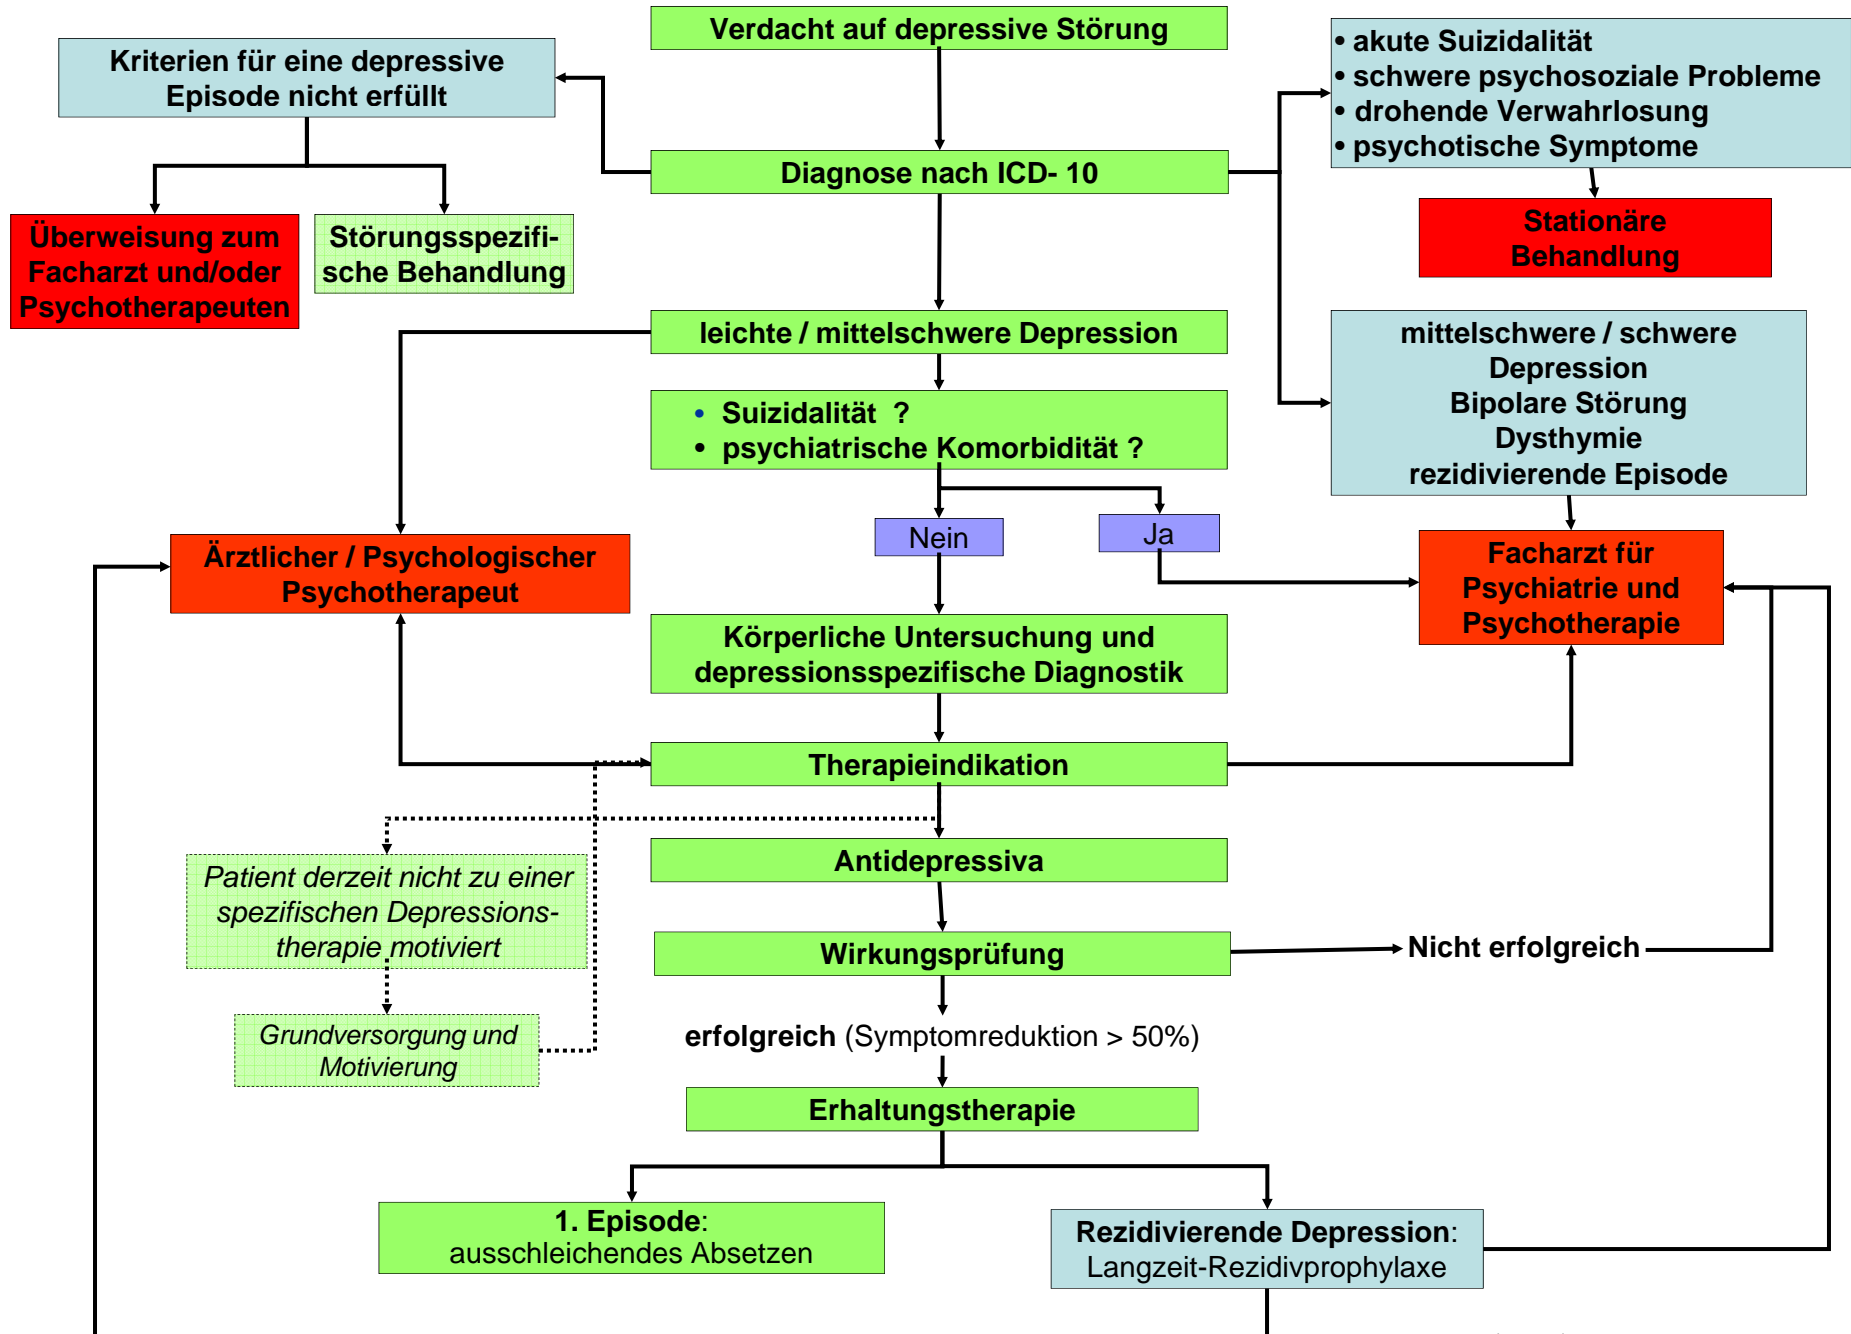 Verdacht auf depressive Störung
Kriterien für eine depressive
Episode nicht erfüllt
• akute Suizidalität
• schwere psychosoziale Probleme
• drohende Verwahrlosung
• psychotische Symptome
Diagnose nach ICD- 10
Überweisung zum
Facharzt und/oder
Psychotherapeuten
Störungsspezifi-
sche Behandlung
Stationäre
Behandlung
leichte / mittelschwere Depression
mittelschwere / schwere
Depression
Bipolare Störung
Dysthymie
rezidivierende Episode
• Suizidalität ?
• psychiatrische Komorbidität ?
Nein
Ja
Ärztlicher / Psychologischer
Psychotherapeut
Facharzt für
Psychiatrie und
Psychotherapie
Körperliche Untersuchung und
depressionsspezifische Diagnostik
Therapieindikation
Antidepressiva
Patient derzeit nicht zu einer
spezifischen Depressions-
therapie motiviert
Wirkungsprüfung
Nicht erfolgreich
Grundversorgung und
Motivierung
erfolgreich (Symptomreduktion > 50%)
Erhaltungstherapie
1. Episode:
ausschleichendes Absetzen
Rezidivierende Depression:
Langzeit-Rezidivprophylaxe